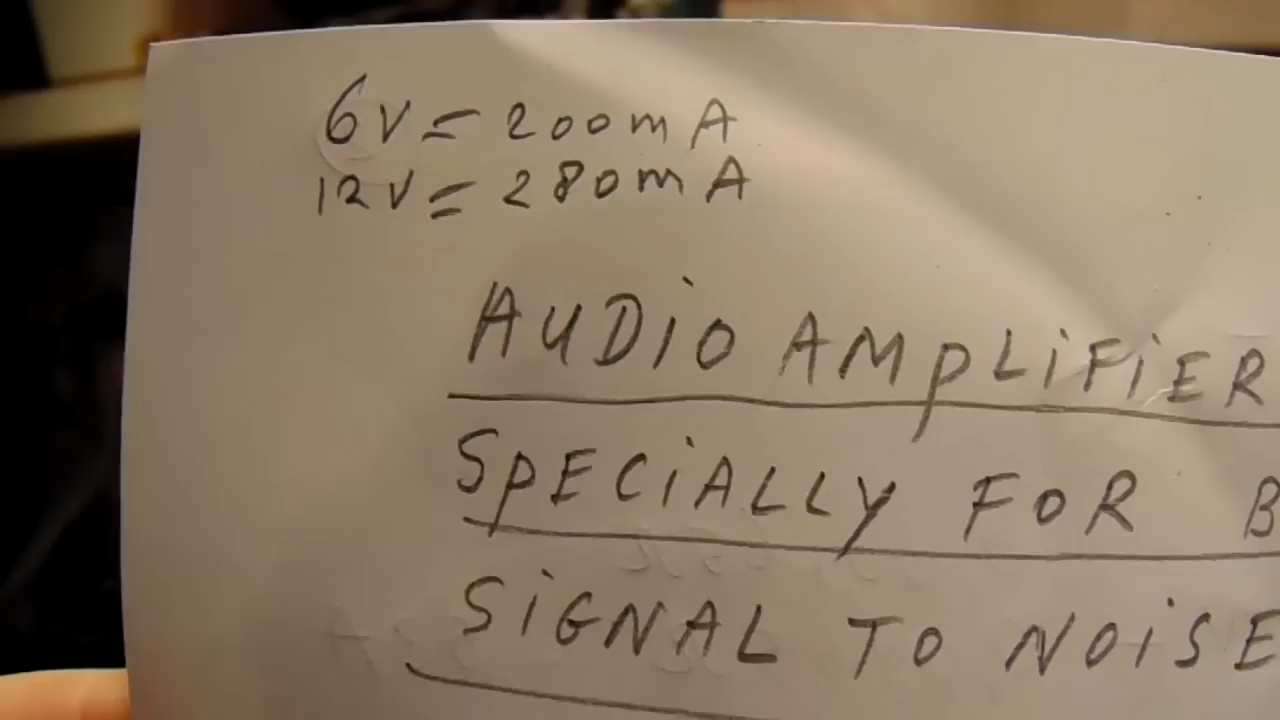 6V = 200mA
12V = 280mA
AUDiO AMPLiFiER
SPECiALLY FOR B
SiGNAL TO NOiSE